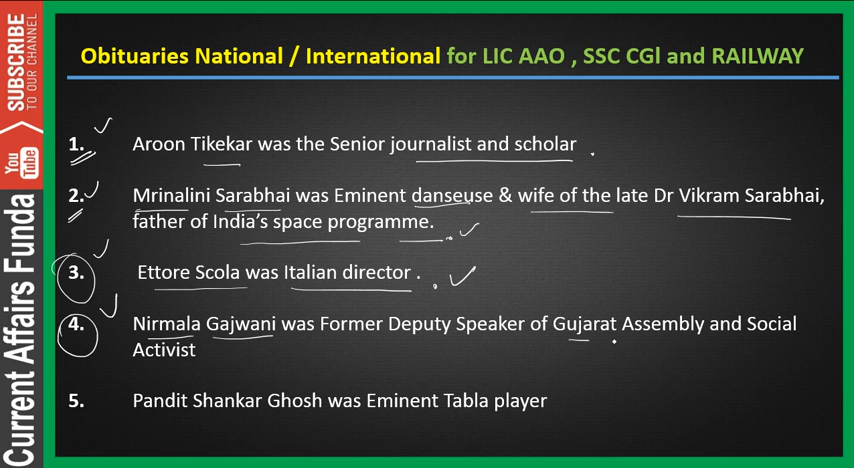 SUBSCRIBE
TO OUR CHANNEL
You Tube
Current Affairs Funda
Obituaries National / International for LIC AAO , SSC CGl and RAILWAY
1. Aroon Tikekar was the Senior journalist and scholar
2. Mrinalini Sarabhai was Eminent danseuse & wife of the late Dr Vikram Sarabhai,
father of India's space programme.
3. Ettore Scola was Italian director .
4. Nirmala Gajwani was Former Deputy Speaker of Gujarat Assembly and Social
Activist
5. Pandit Shankar Ghosh was Eminent Tabla player